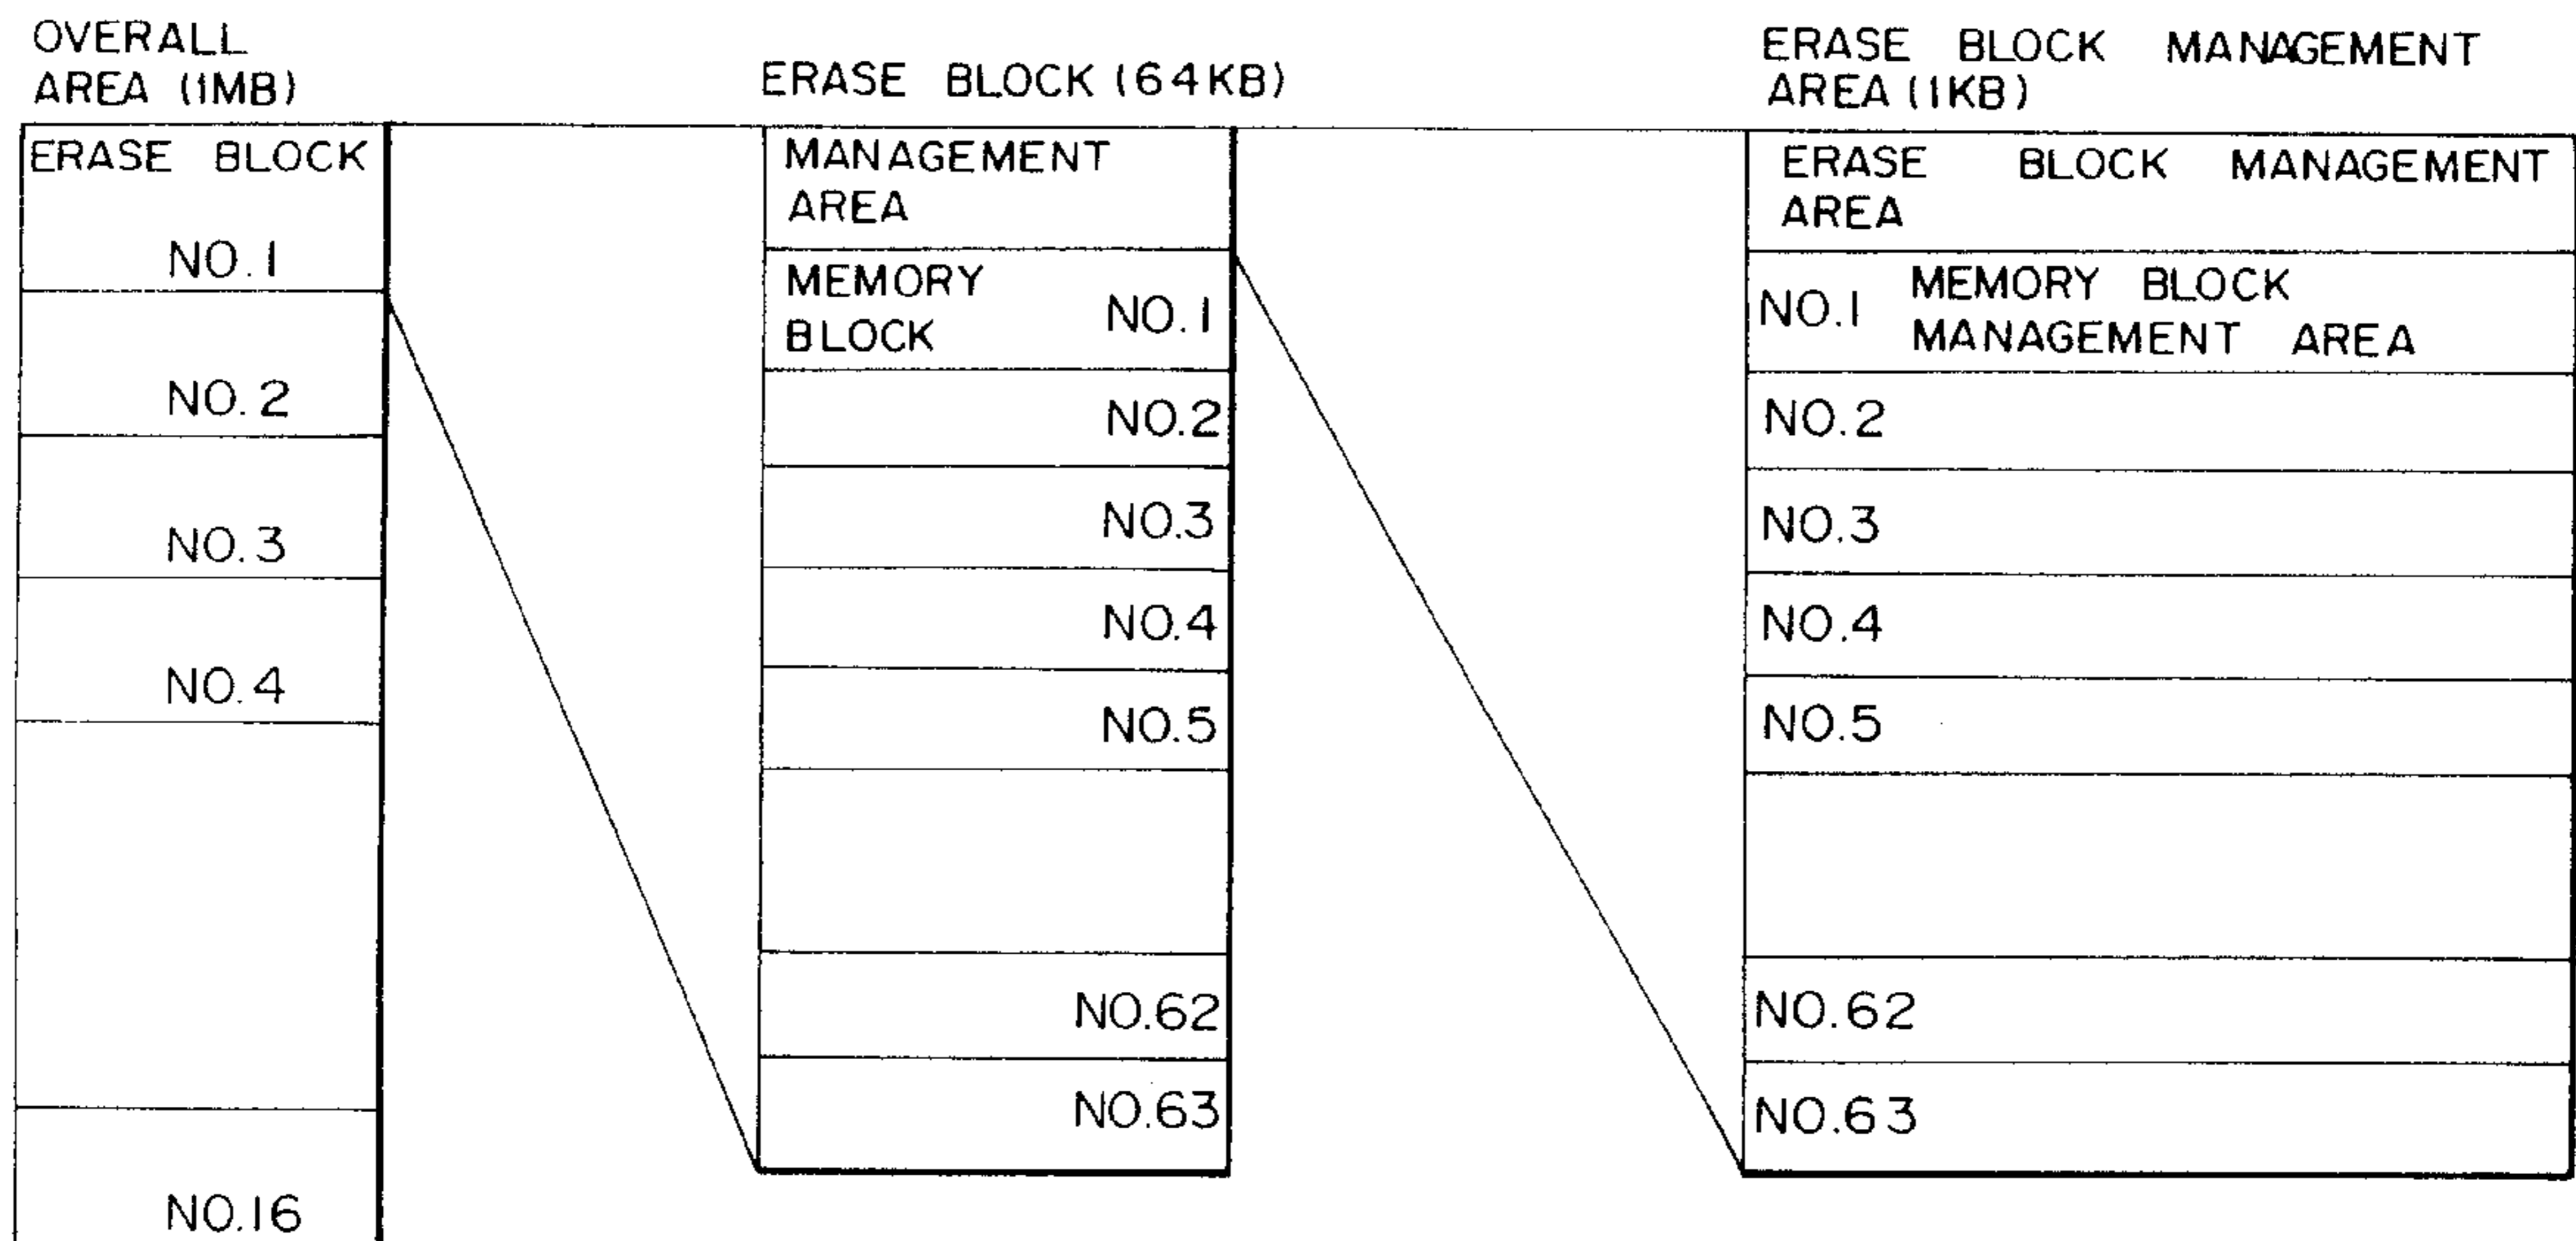 OVERALL
AREA (1MB)
ERASE BLOCK
NO.1
NO.2
NO.3
NO.4
NO.16
ERASE BLOCK (64KB)
MANAGEMENT
AREA
MEMORY
BLOCK NO.1
NO.2
NO.3
NO.4
NO.5
NO.62
NO.63
ERASE BLOCK MANAGEMENT
AREA (1KB)
ERASE BLOCK MANAGEMENT
AREA
NO.1 MEMORY BLOCK
MANAGEMENT AREA
NO.2
NO.3
NO.4
NO.5
NO.62
NO.63